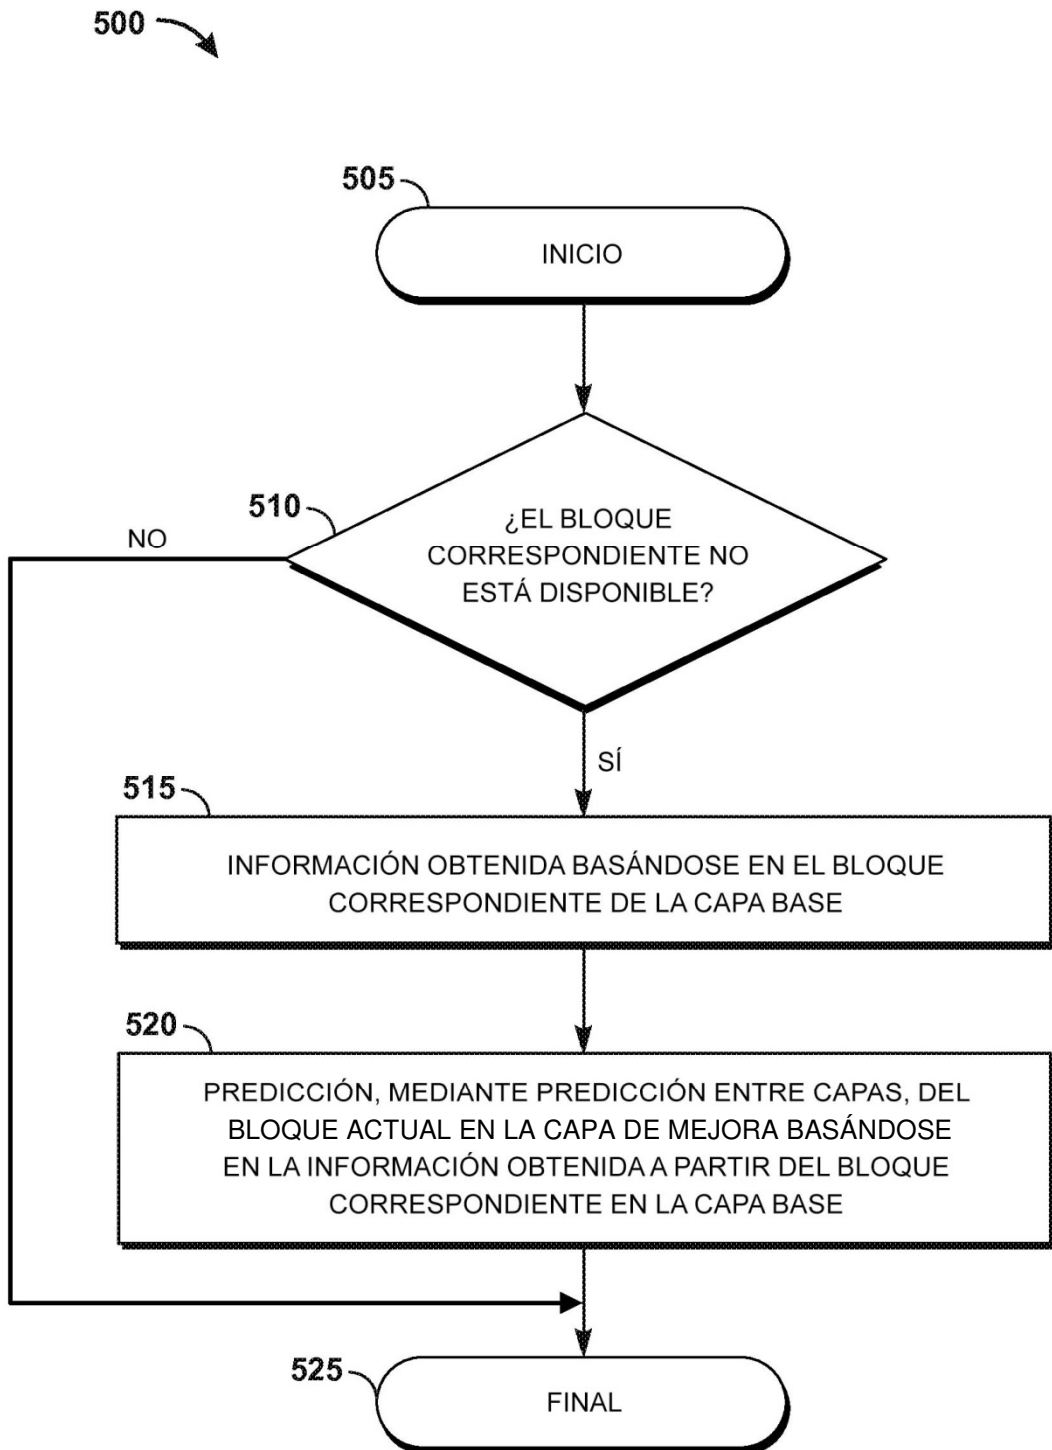 500
505
INICIO
510
NO
¿EL BLOQUE
CORRESPONDIENTE NO
ESTÁ DISPONIBLE?
SÍ
515
INFORMACIÓN OBTENIDA BASÁNDOSE EN EL BLOQUE
CORRESPONDIENTE DE LA CAPA BASE
520
PREDICCIÓN, MEDIANTE PREDICCIÓN ENTRE CAPAS, DEL
BLOQUE ACTUAL EN LA CAPA DE MEJORA BASÁNDOSE
EN LA INFORMACIÓN OBTENIDA A PARTIR DEL BLOQUE
CORRESPONDIENTE EN LA CAPA BASE
525
FINAL